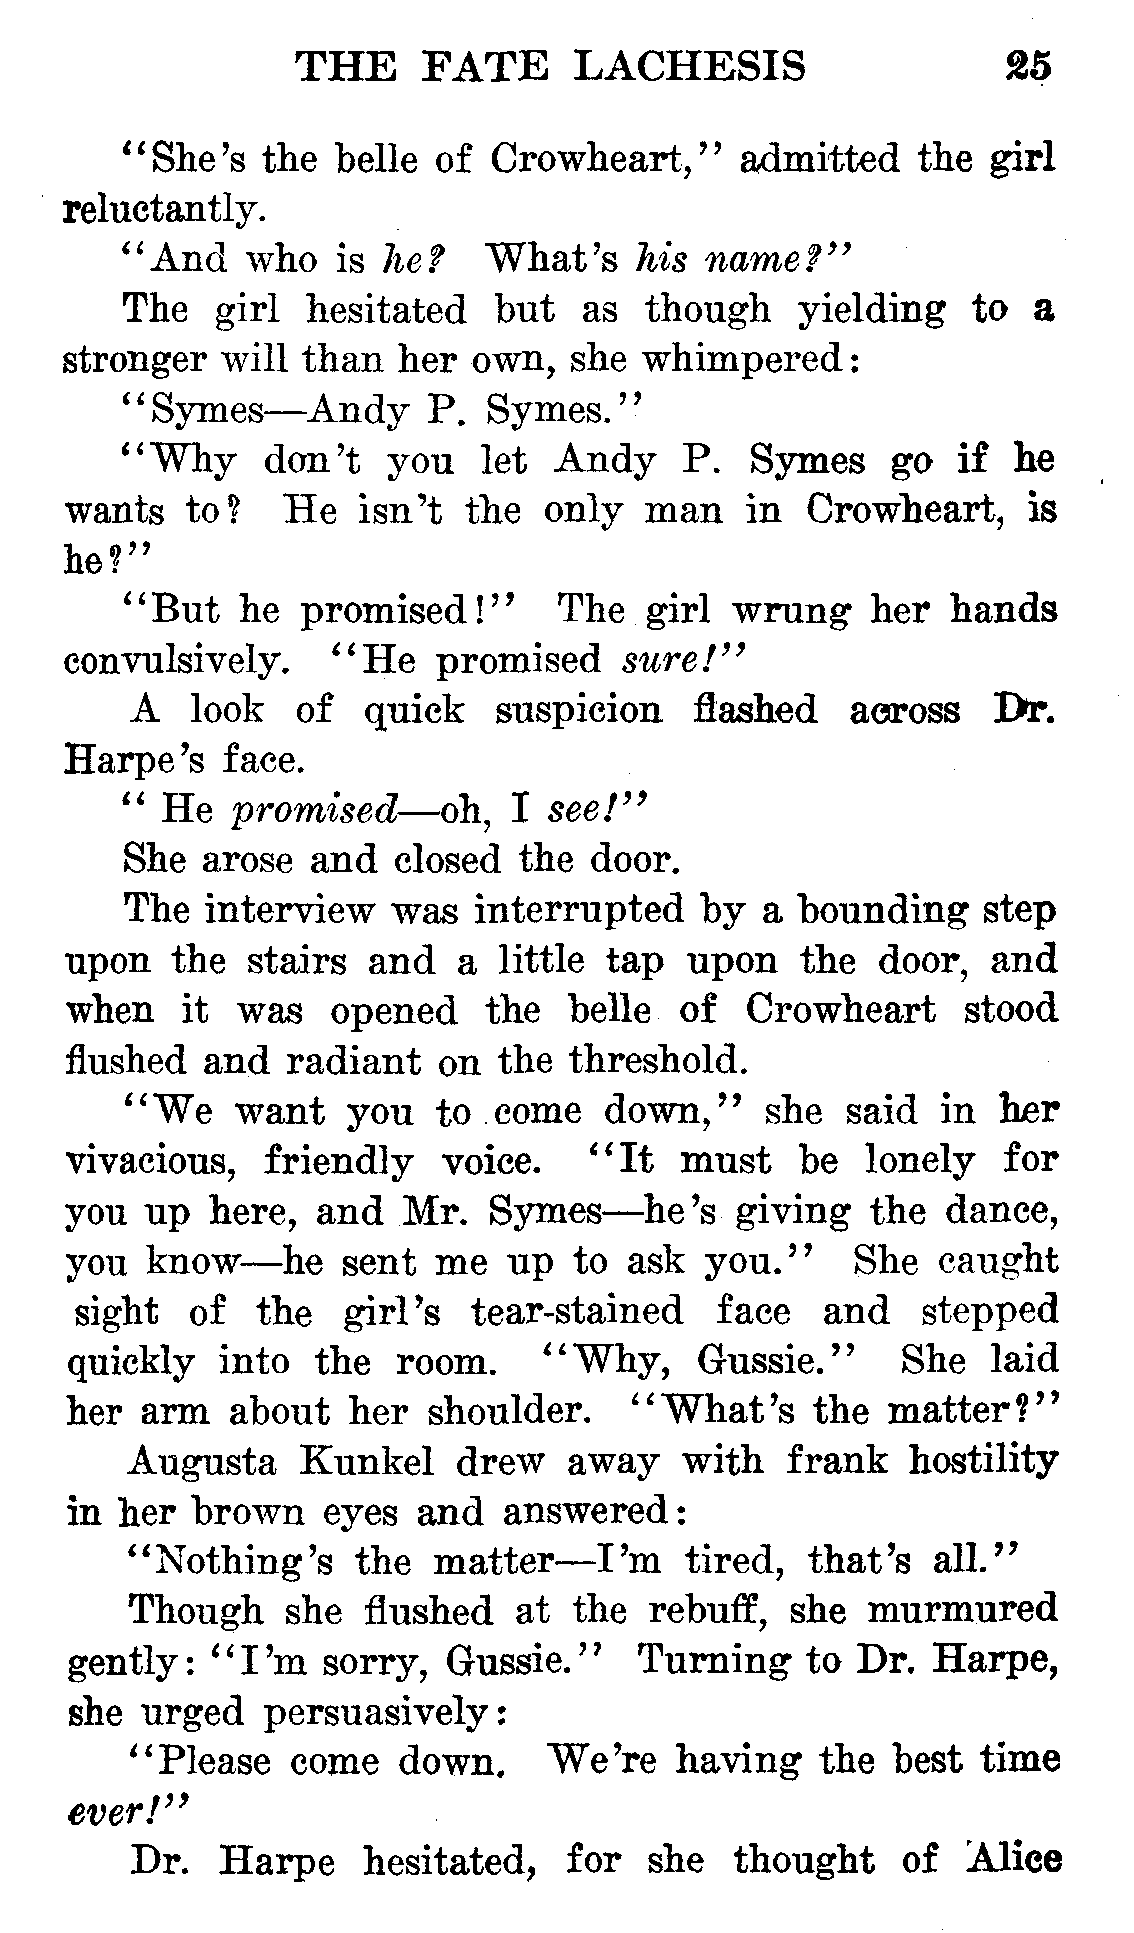 THE FATE LACHESIS 25
“She’s the belle of Crowheart,” admitted the girl
reluctantly.
“And who is he? What’s his name?”
The girl hesitated but as though yielding to a
stronger will than her own, she whimpered:
“Symes—Andy P. Symes.”
“Why don’t you let Andy P. Symes go if he
wants to? He isn’t the only man in Crowheart, is
he?”
“But he promised!” The girl wrung her hands
convulsively. “He promised sure!”
A look of quick suspicion flashed across Dr.
Harpe’s face.
“ He promised—oh, I see!”
She arose and closed the door.
The interview was interrupted by a bounding step
upon the stairs and a little tap upon the door, and
when it was opened the belle of Crowheart stood
flushed and radiant on the threshold.
“We want you to come down,” she said in her
vivacious, friendly voice. “It must be lonely for
you up here, and Mr. Symes—he’s giving the dance,
you know—he sent me up to ask you.” She caught
sight of the girl’s tear-stained face and stepped
quickly into the room. “Why, Gussie.” She laid
her arm about her shoulder. “What’s the matter?”
Augusta Kunkel drew away with frank hostility
in her brown eyes and answered:
“Nothing’s the matter—I’m tired, that’s all.”
Though she flushed at the rebuff, she murmured
gently: “I’m sorry, Gussie.” Turning to Dr. Harpe,
she urged persuasively:
“Please come down. We’re having the best time
ever!”
Dr. Harpe hesitated, for she thought of Alice